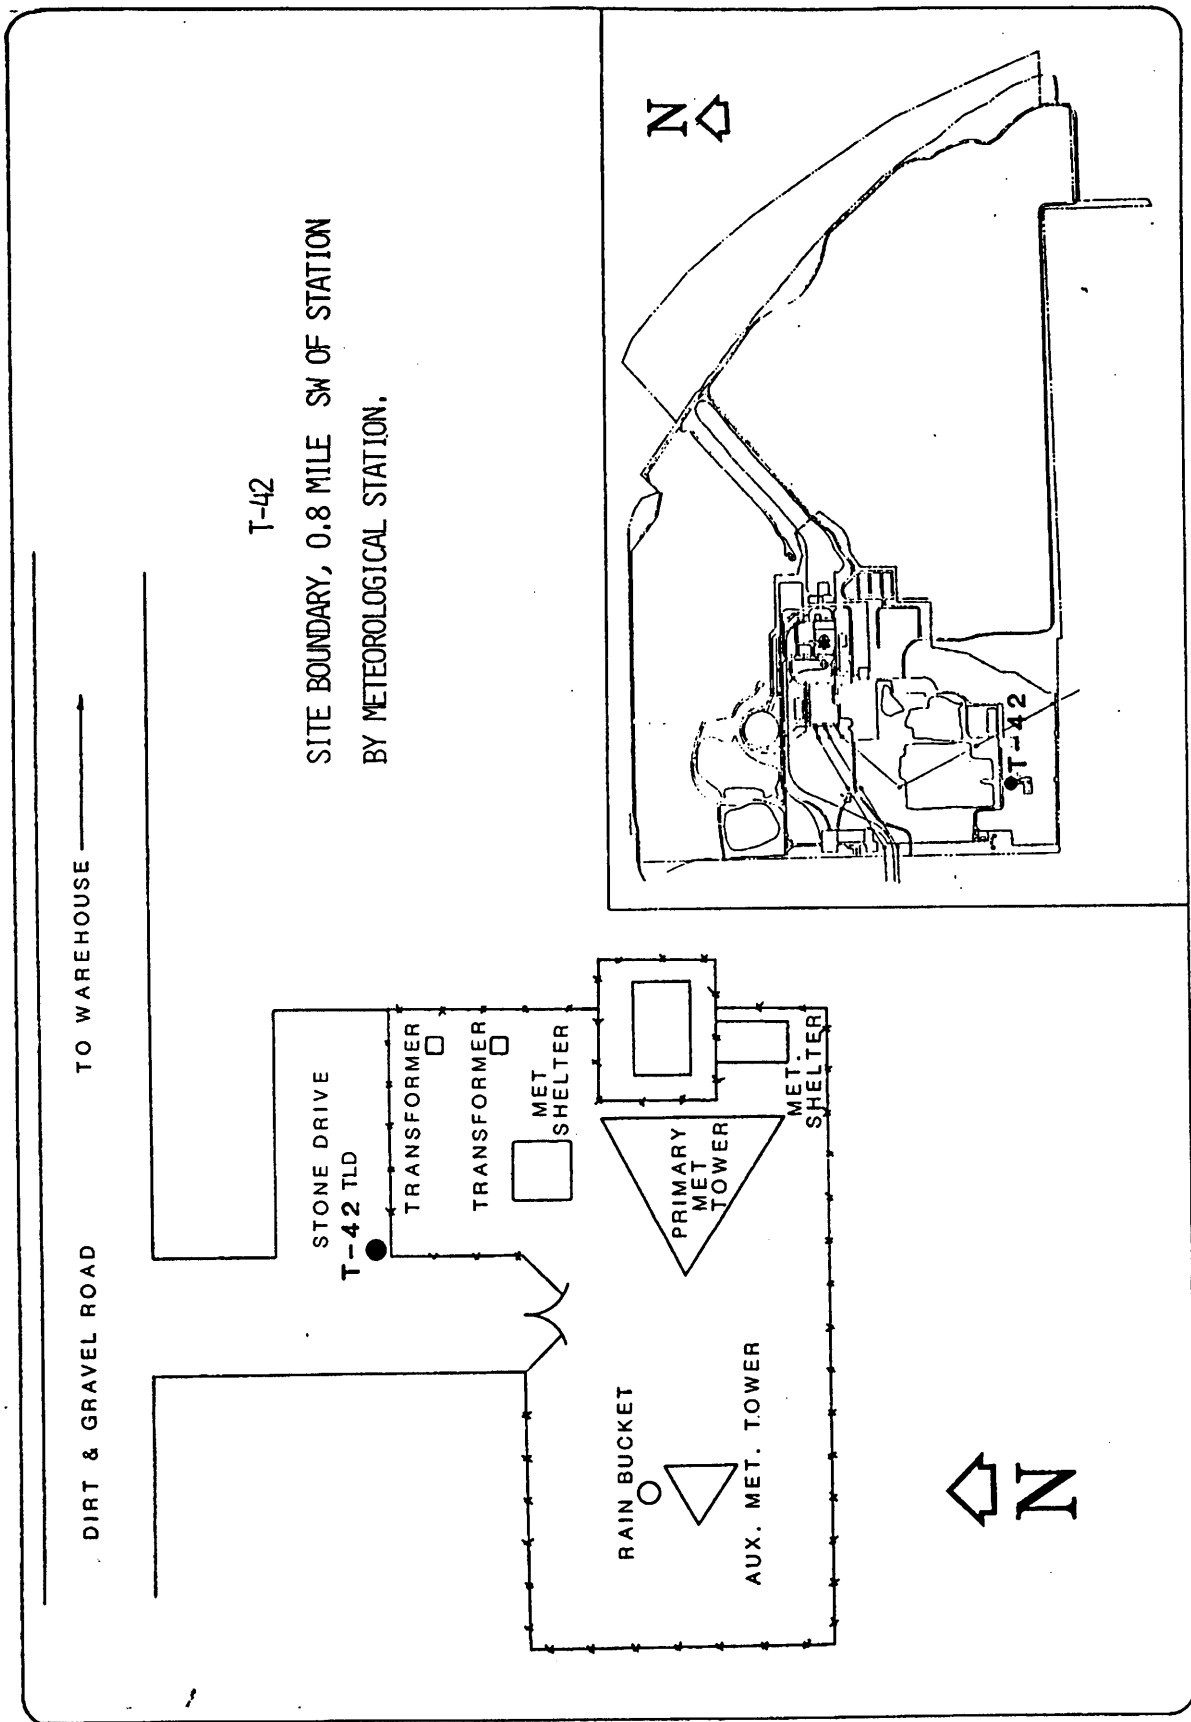 DIRT & GRAVEL ROAD
TO WAREHOUSE
T-42
SITE BOUNDARY, 0.8 MILE SW OF STATION
BY METEOROLOGICAL STATION.
STONE DRIVE
T-42 TLD
TRANSFORMER
TRANSFORMER
MET
SHELTER
PRIMARY
MET
TOWER
MET.
SHELTER
RAIN BUCKET
AUX. MET. TOWER
N
N
T-42